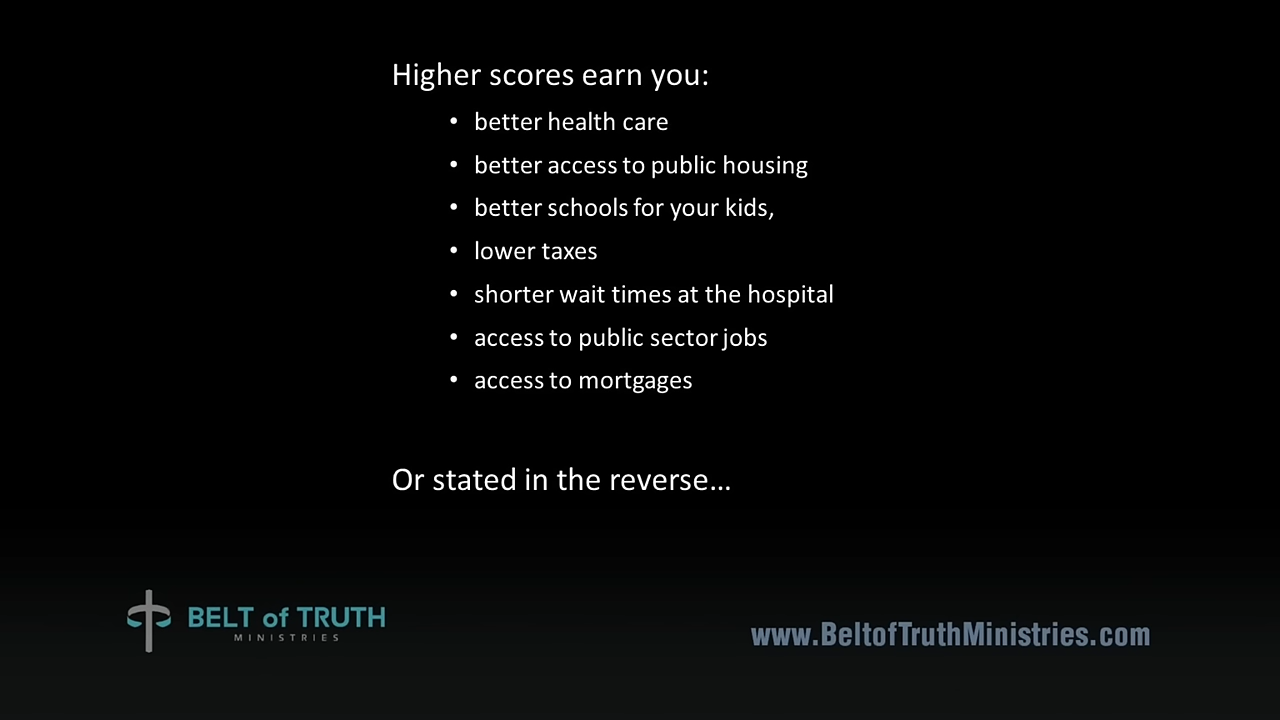 Higher scores earn you:
• better health care
• better access to public housing
• better schools for your kids,
• lower taxes
• shorter wait times at the hospital
• access to public sector jobs
• access to mortgages
Or stated in the reverse...
BELT of TRUTH
MINISTRIES
www.BeltofTruthMinistries.com